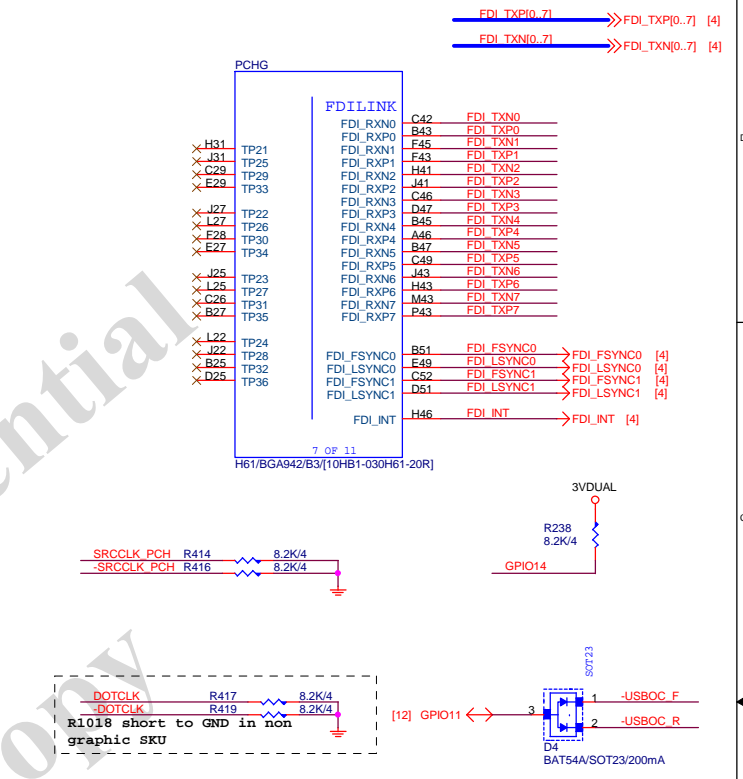 FDI_TXP[0..7] FDI_TXP[0..7] [4]
FDI_TXN[0..7] FDI_TXN[0..7] [4]
PCHG
FDILINK
H31 TP21
J31 TP25
C29 TP29
E29 TP33
J27 TP22
L27 TP26
F28 TP30
E27 TP34
J25 TP23
L25 TP27
C26 TP31
B27 TP35
L22 TP24
J22 TP28
B25 TP32
D25 TP36
FDI_RXN0 C42 FDI_TXN0
FDI_RXP0 B43 FDI_TXP0
FDI_RXN1 F45 FDI_TXN1
FDI_RXP1 F43 FDI_TXP1
FDI_RXN2 H41 FDI_TXN2
FDI_RXP2 J41 FDI_TXP2
FDI_RXN3 C46 FDI_TXN3
FDI_RXP3 D47 FDI_TXP3
FDI_RXN4 B45 FDI_TXN4
FDI_RXP4 A46 FDI_TXP4
FDI_RXN5 B47 FDI_TXN5
FDI_RXP5 C49 FDI_TXP5
FDI_RXN6 J43 FDI_TXN6
FDI_RXP6 H43 FDI_TXP6
FDI_RXN7 M43 FDI_TXN7
FDI_RXP7 P43 FDI_TXP7
FDI_FSYNC0 B51 FDI_FSYNC0 FDI_FSYNC0 [4]
FDI_LSYNC0 E49 FDI_LSYNC0 FDI_LSYNC0 [4]
FDI_FSYNC1 C52 FDI_FSYNC1 FDI_FSYNC1 [4]
FDI_LSYNC1 D51 FDI_LSYNC1 FDI_LSYNC1 [4]
FDI_INT H46 FDI_INT FDI_INT [4]
7 OF 11
H61/BGA942/B3/[10HB1-030H61-20R]
3VDUAL
R238
8.2K/4
GPIO14
SRCCLK_PCH R414 8.2K/4
-SRCCLK_PCH R416 8.2K/4
DOTCLK R417 8.2K/4
-DOTCLK R419 8.2K/4
R1018 short to GND in non
graphic SKU
SOT23
[12] GPIO11 3
1 -USBOC_F
2 -USBOC_R
D4
BAT54A/SOT23/200mA
ential
opy
D
C